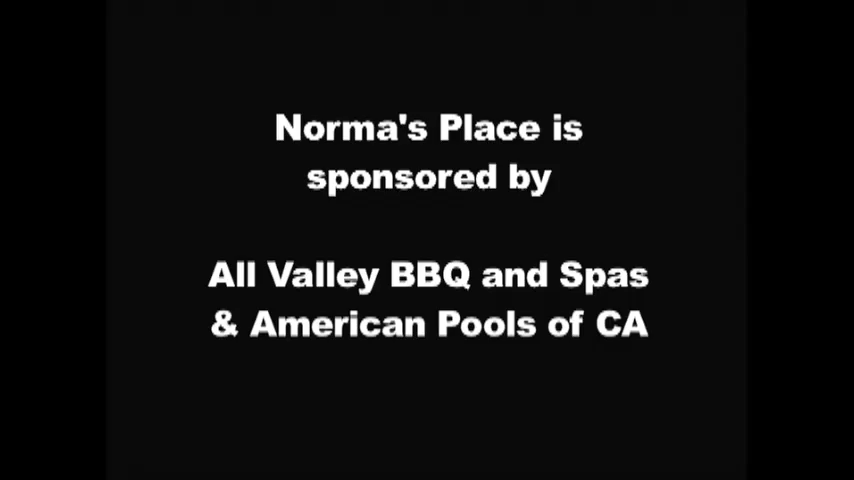 Norma's Place is
sponsored by
All Valley BBQ and Spas
& American Pools of CA